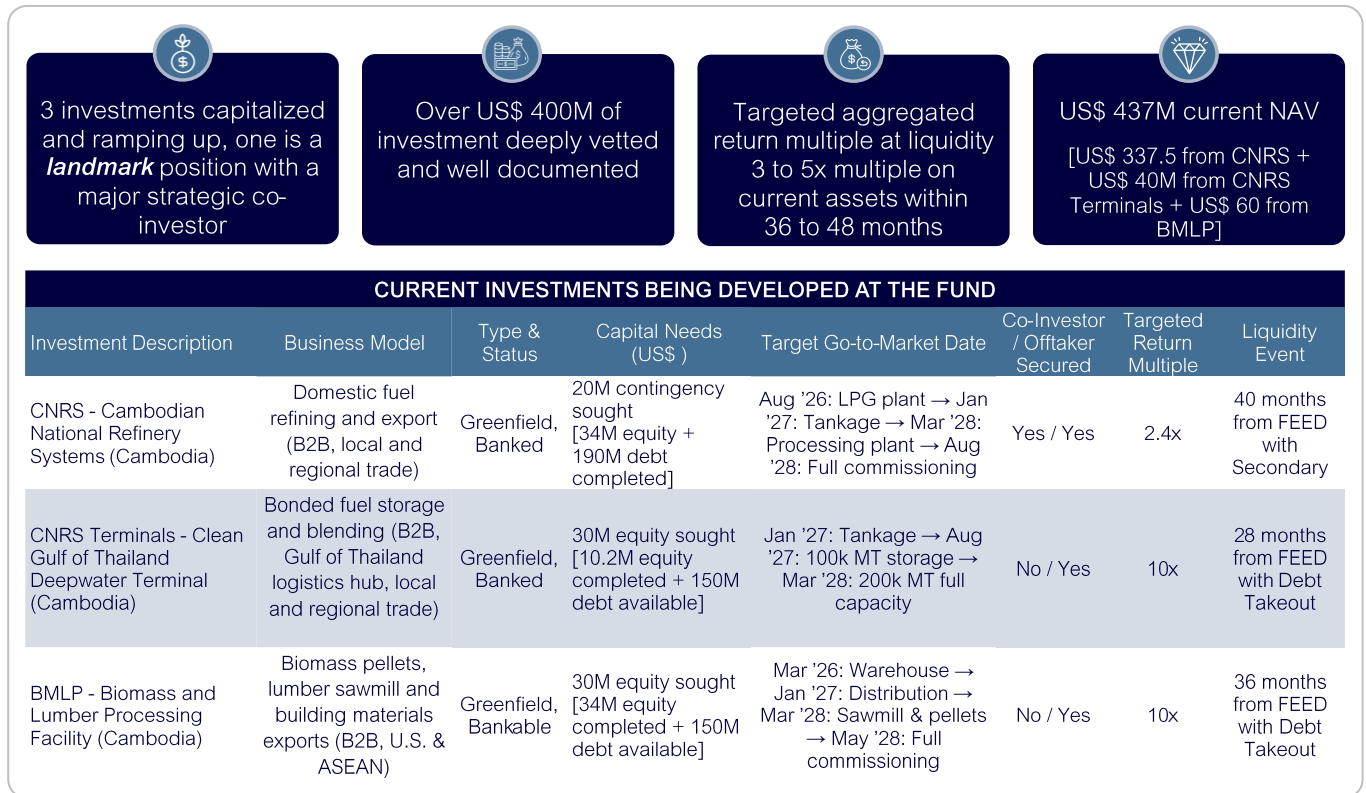 3 investments capitalized
and ramping up, one is a
landmark position with a
major strategic co-
investor
Over US$ 400M of
investment deeply vetted
and well documented
Targeted aggregated
return multiple at liquidity
3 to 5x multiple on
current assets within
36 to 48 months
US$ 437M current NAV
[US$ 337.5 from CNRS +
US$ 40M from CNRS
Terminals + US$ 60 from
BMLP]
CURRENT INVESTMENTS BEING DEVELOPED AT THE FUND
Investment Description
Business Model
Type &
Status
Capital Needs
(US$ )
Target Go-to-Market Date
Co-Investor
/ Offtaker
Secured
Targeted
Return
Multiple
Liquidity
Event
CNRS - Cambodian
National Refinery
Systems (Cambodia)
Domestic fuel
refining and export
(B2B, local and
regional trade)
Greenfield,
Banked
20M contingency
sought
[34M equity +
190M debt
completed]
Aug ’26: LPG plant → Jan
’27: Tankage → Mar ’28:
Processing plant → Aug
’28: Full commissioning
Yes / Yes
2.4x
40 months
from FEED
with
Secondary
CNRS Terminals - Clean
Gulf of Thailand
Deepwater Terminal
(Cambodia)
Bonded fuel storage
and blending (B2B,
Gulf of Thailand
logistics hub, local
and regional trade)
Greenfield,
Banked
30M equity sought
[10.2M equity
completed + 150M
debt available]
Jan ’27: Tankage → Aug
’27: 100k MT storage →
Mar ’28: 200k MT full
capacity
No / Yes
10x
28 months
from FEED
with Debt
Takeout
BMLP - Biomass and
Lumber Processing
Facility (Cambodia)
Biomass pellets,
lumber sawmill and
building materials
exports (B2B, U.S. &
ASEAN)
Greenfield,
Bankable
30M equity sought
[34M equity
completed + 150M
debt available]
Mar ’26: Warehouse →
Jan ’27: Distribution →
Mar ’28: Sawmill & pellets
→ May ’28: Full
commissioning
No / Yes
10x
36 months
from FEED
with Debt
Takeout